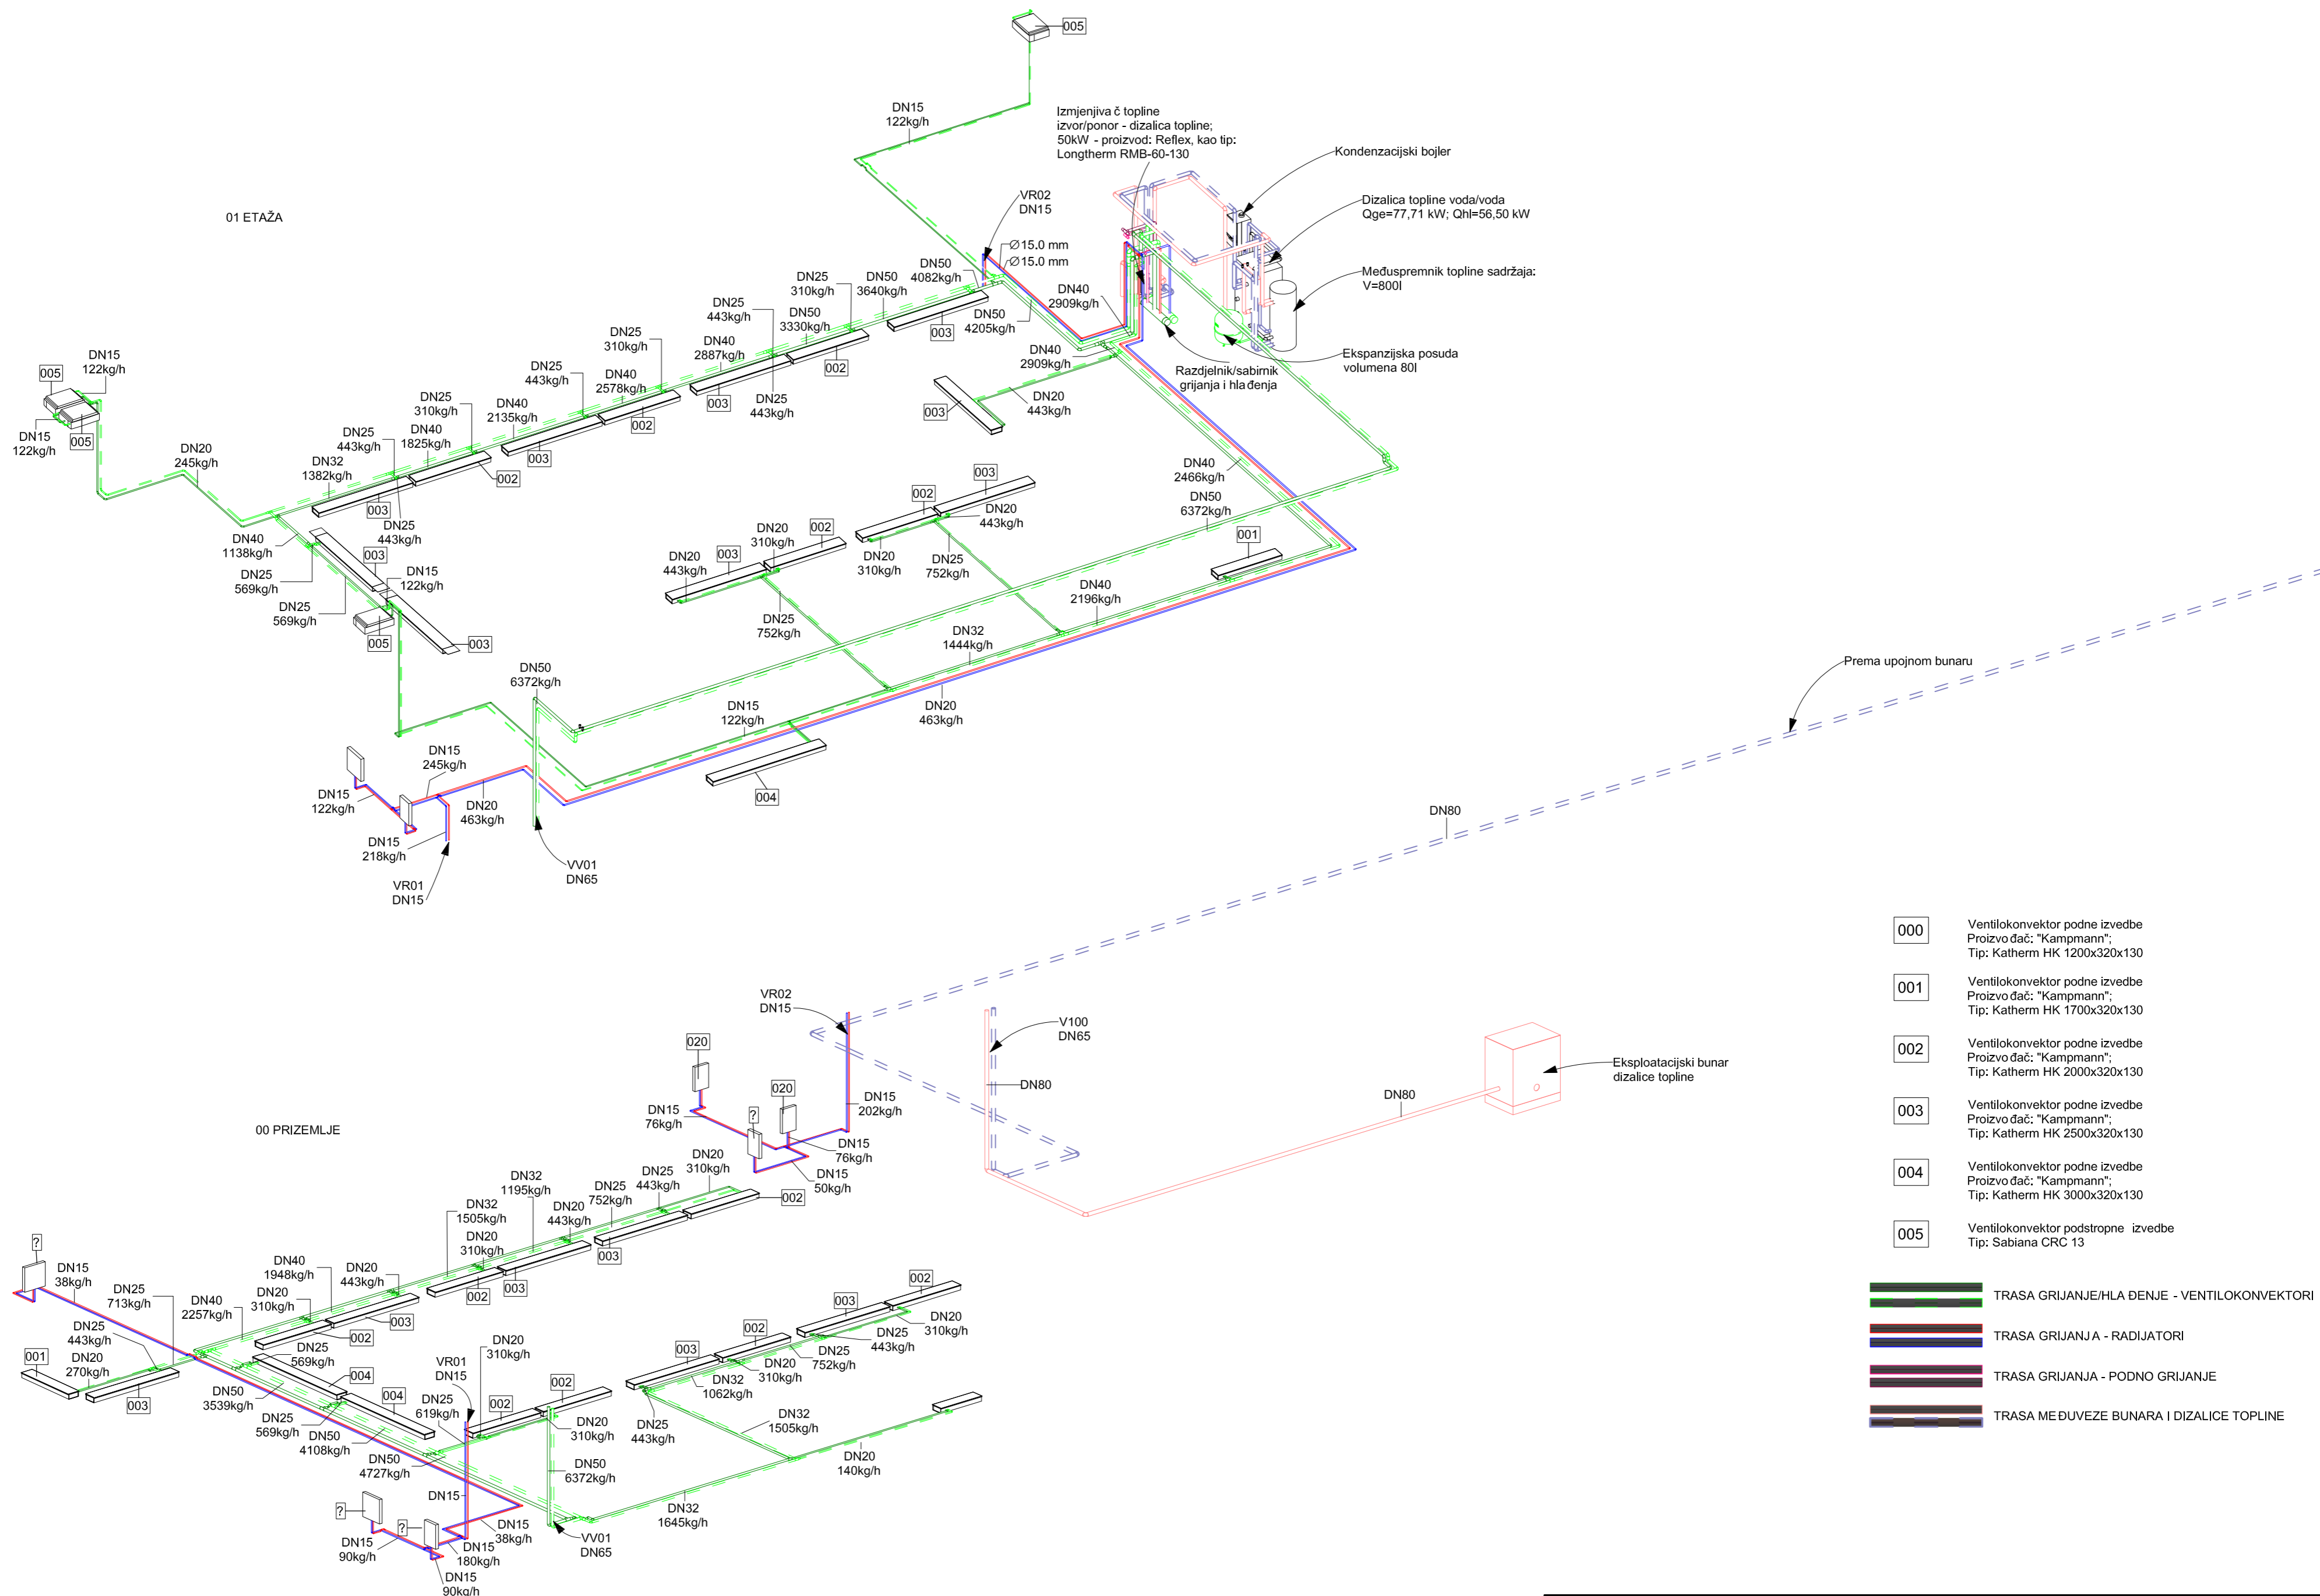 005
DN15
122kg/h
Izmjenjivač topline
izvor/ponor - dizalica topline;
50kW - proizvod: Reflex, kao tip:
Longtherm RMB-60-130
Kondenzacijski bojler
Dizalica topline voda/voda
Qge=77,71 kW; Qhl=56,50 kW
Međuspremnik topline sadržaja:
V=800l
Ekspanzijska posuda
volumena 80l
Razdjelnik/sabirnik
grijanja i hlađenja
01 ETAŽA
VR02
DN15
∅15.0 mm
∅15.0 mm
DN50
4082kg/h
DN50
3640kg/h
DN25
310kg/h
DN50
3330kg/h
DN25
443kg/h
DN40
2887kg/h
DN25
310kg/h
DN40
2578kg/h
DN25
443kg/h
DN40
2135kg/h
DN25
310kg/h
DN40
1825kg/h
DN25
443kg/h
DN32
1382kg/h
DN40
2909kg/h
DN50
4205kg/h
DN40
2909kg/h
003
002
003
DN25
443kg/h
002
003
002
003
DN25
443kg/h
DN15
122kg/h
005
005
DN15
122kg/h
DN20
245kg/h
DN40
1138kg/h
DN25
569kg/h
DN25
569kg/h
003
DN15
122kg/h
005
003
003
DN20
443kg/h
DN40
2466kg/h
DN50
6372kg/h
001
003
002
DN20
443kg/h
DN20
310kg/h
DN25
752kg/h
002
DN20
310kg/h
003
DN20
443kg/h
DN25
752kg/h
DN40
2196kg/h
DN32
1444kg/h
DN20
463kg/h
DN15
122kg/h
004
DN50
6372kg/h
DN15
245kg/h
DN15
122kg/h
DN20
463kg/h
DN15
218kg/h
VR01
DN15
VV01
DN65
Prema upojnom bunaru
DN80
00 PRIZEMLJE
VR02
DN15
V100
DN65
DN80
DN80
Eksploatacijski bunar
dizalice topline
020
020
?
DN15
76kg/h
DN15
202kg/h
DN15
76kg/h
DN15
50kg/h
DN20
310kg/h
DN25
443kg/h
DN25
752kg/h
DN32
1195kg/h
DN20
443kg/h
DN32
1505kg/h
DN20
310kg/h
002
003
003
002
DN40
1948kg/h
DN20
443kg/h
DN20
310kg/h
DN40
2257kg/h
003
002
?
DN15
38kg/h
DN25
713kg/h
DN25
443kg/h
DN20
270kg/h
001
003
DN25
569kg/h
004
004
DN50
3539kg/h
DN25
569kg/h
DN50
4108kg/h
DN50
4727kg/h
VR01
DN15
DN20
310kg/h
DN25
619kg/h
002
002
DN20
310kg/h
DN50
6372kg/h
DN15
DN15
38kg/h
VV01
DN65
?
?
DN15
90kg/h
DN15
180kg/h
DN15
90kg/h
002
003
DN20
310kg/h
DN25
443kg/h
DN25
752kg/h
002
003
DN20
310kg/h
DN32
1062kg/h
DN25
443kg/h
DN32
1505kg/h
DN20
140kg/h
DN32
1645kg/h
000
Ventilokonvektor podne izvedbe
Proizvođač: "Kampmann";
Tip: Katherm HK 1200x320x130
001
Ventilokonvektor podne izvedbe
Proizvođač: "Kampmann";
Tip: Katherm HK 1700x320x130
002
Ventilokonvektor podne izvedbe
Proizvođač: "Kampmann";
Tip: Katherm HK 2000x320x130
003
Ventilokonvektor podne izvedbe
Proizvođač: "Kampmann";
Tip: Katherm HK 2500x320x130
004
Ventilokonvektor podne izvedbe
Proizvođač: "Kampmann";
Tip: Katherm HK 3000x320x130
005
Ventilokonvektor podstropne izvedbe
Tip: Sabiana CRC 13
TRASA GRIJANJE/HLAĐENJE - VENTILOKONVEKTORI
TRASA GRIJANJA - RADIJATORI
TRASA GRIJANJA - PODNO GRIJANJE
TRASA MEĐUVEZE BUNARA I DIZALICE TOPLINE